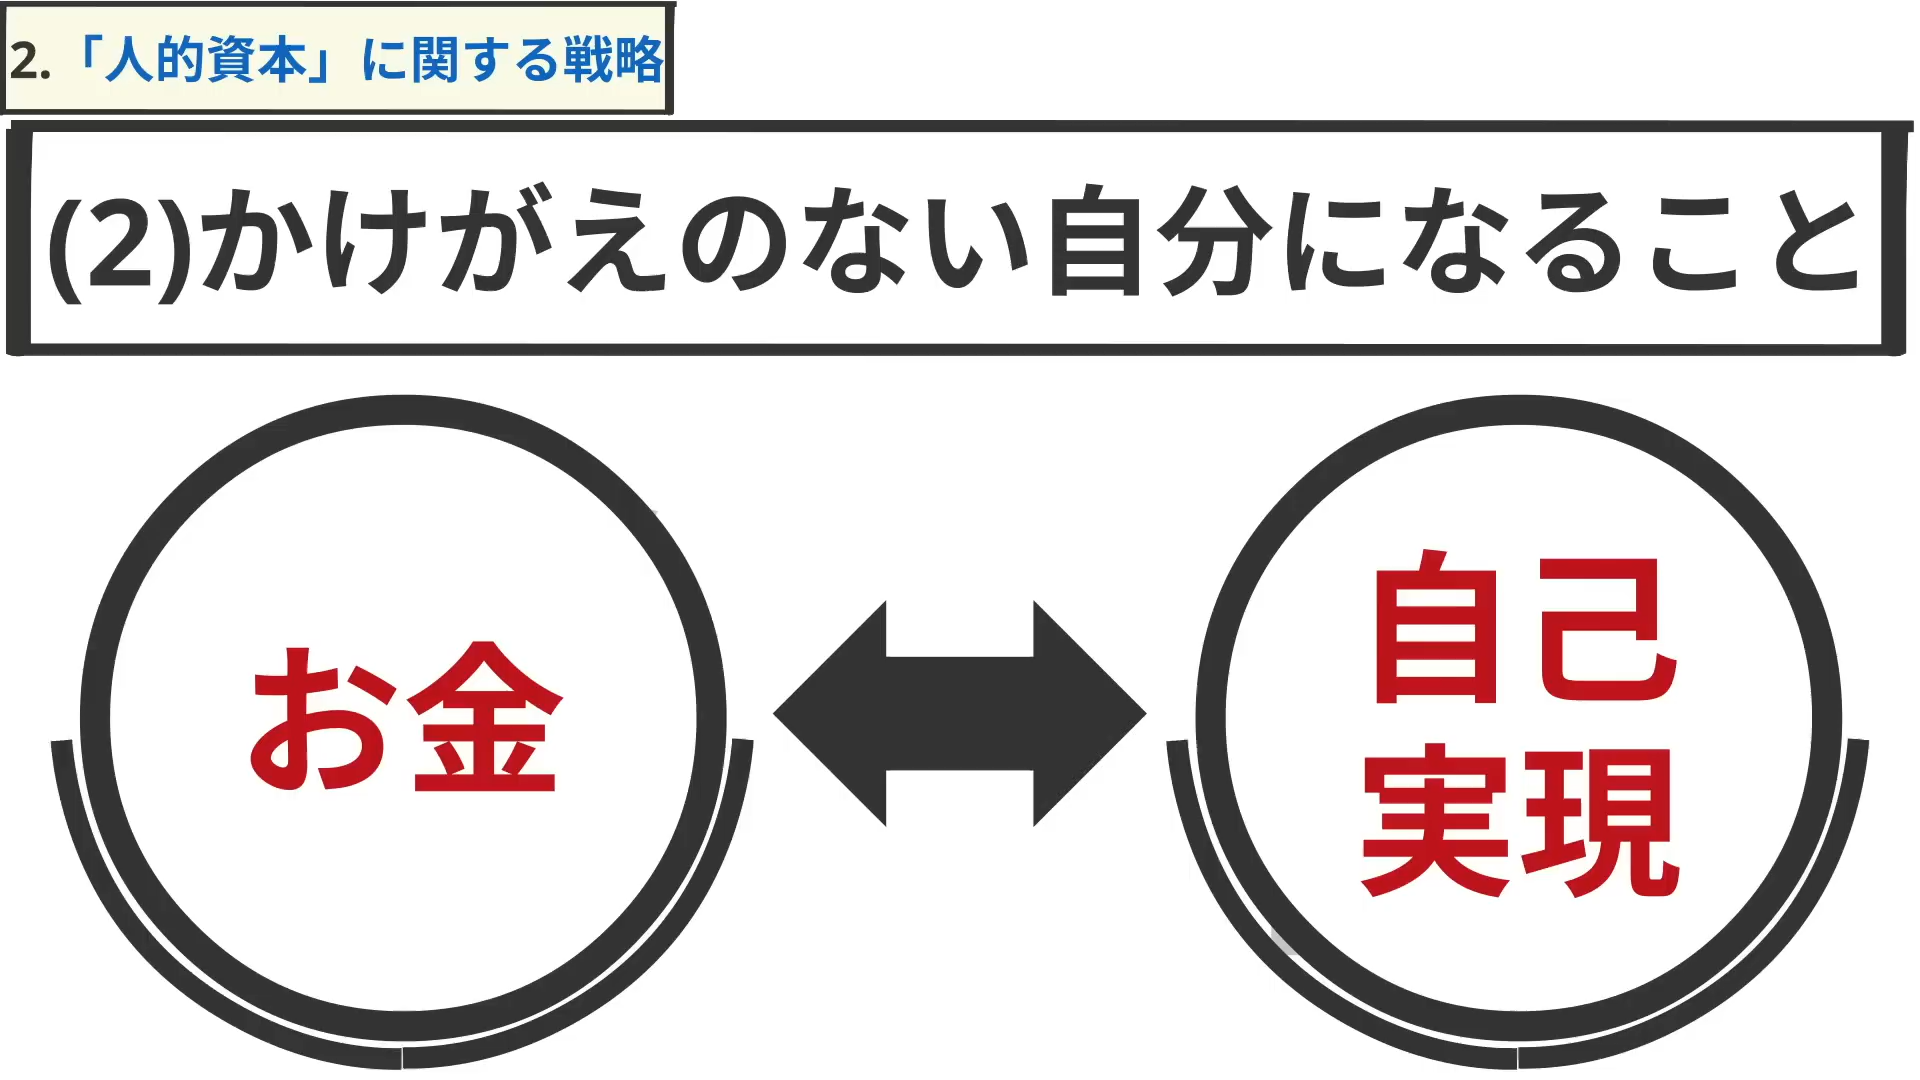 2.「人的資本」に関する戦略
(2)かけがえのない自分になること
お金
自己
実現